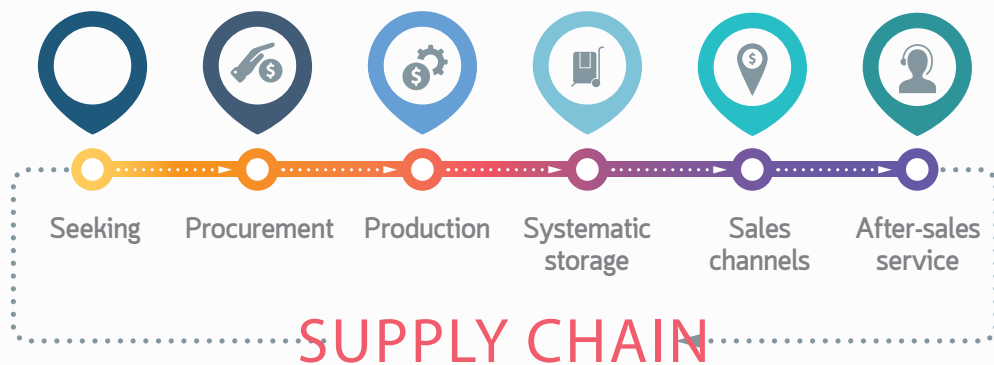 $
$
$
Seeking
Procurement
Production
Systematic
storage
Sales
channels
After-sales
service
SUPPLY CHAIN